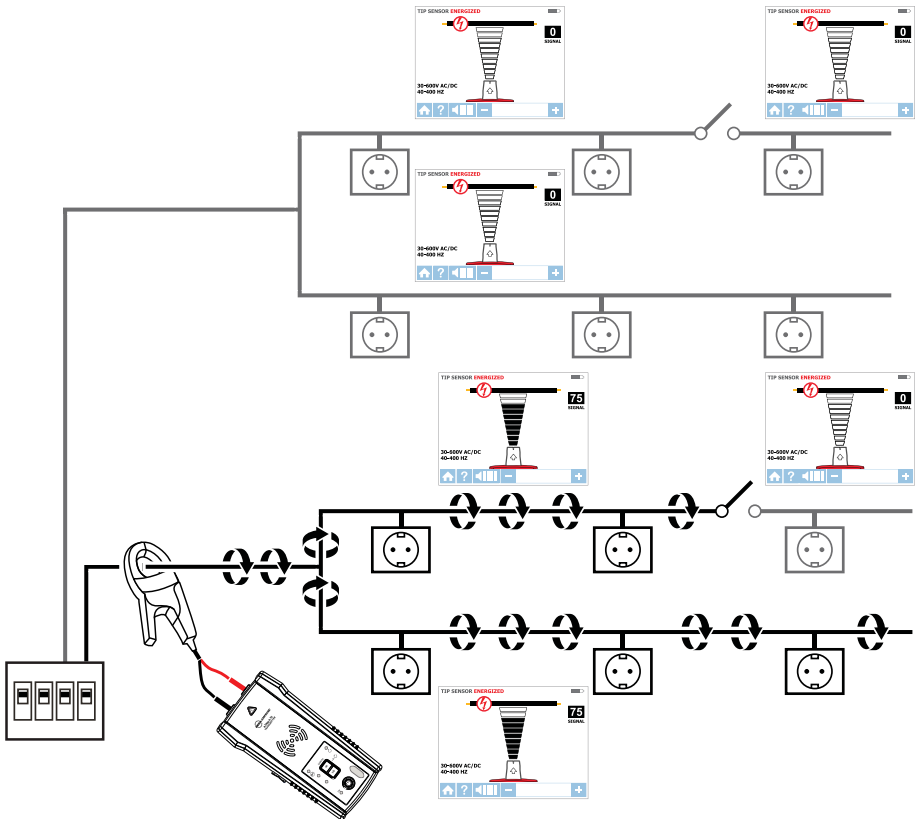 TIP SENSOR ENERGIZED
0
SIGNAL
30-600V AC/DC
40-400 HZ
?
TIP SENSOR ENERGIZED
0
SIGNAL
30-600V AC/DC
40-400 HZ
?
TIP SENSOR ENERGIZED
0
SIGNAL
30-600V AC/DC
40-400 HZ
?
TIP SENSOR ENERGIZED
75
SIGNAL
30-600V AC/DC
40-400 HZ
?
TIP SENSOR ENERGIZED
0
SIGNAL
30-600V AC/DC
40-400 HZ
?
TIP SENSOR ENERGIZED
75
SIGNAL
30-600V AC/DC
40-400 HZ
?